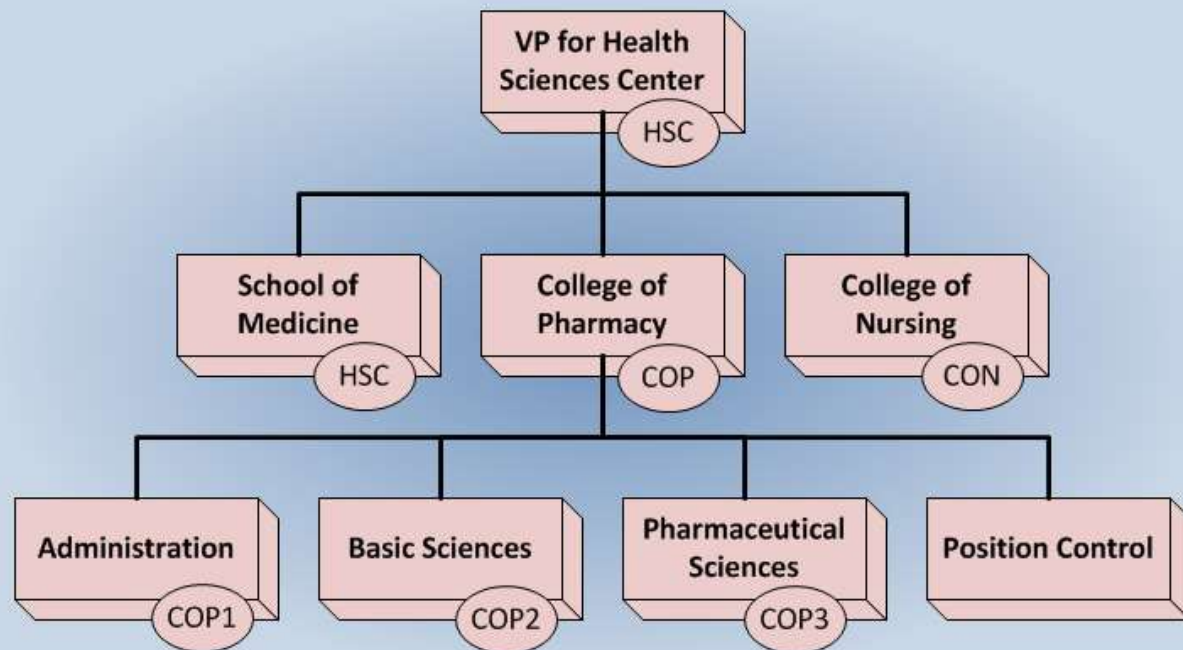 VP for Health
Sciences Center
HSC
School of
Medicine
HSC
College of
Pharmacy
COP
College of
Nursing
CON
Administration
COP1
Basic Sciences
COP2
Pharmaceutical
Sciences
COP3
Position Control